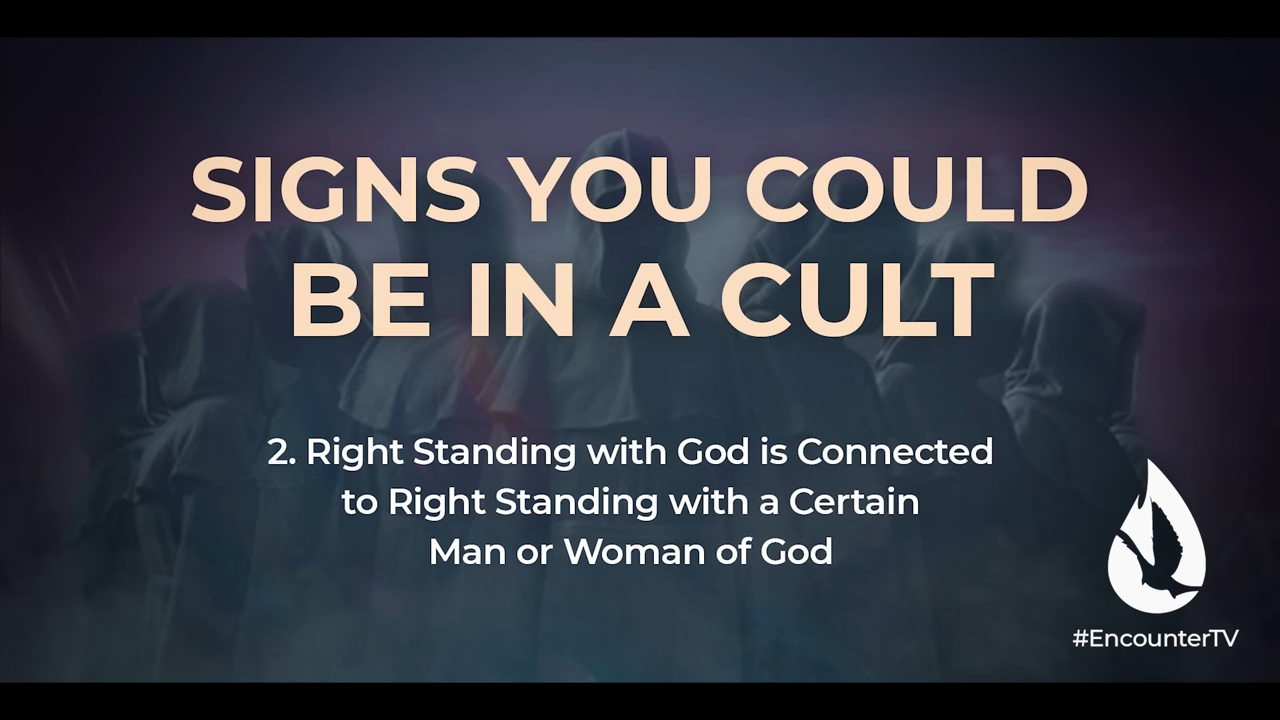 SIGNS YOU COULD
BE IN A CULT
2. Right Standing with God is Connected
to Right Standing with a Certain
Man or Woman of God
#EncounterTV